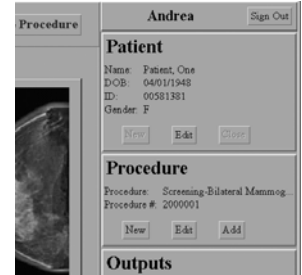 Procedure
Andrea
Sign Out
Patient
Name: Patient, One
DOB: 04/01/1948
ID: 00581381
Gender: F
New Edit Close
Procedure
Procedure: Screening-Bilateral Mammog...
Procedure #: 2000001
New Edit Add
Outputs